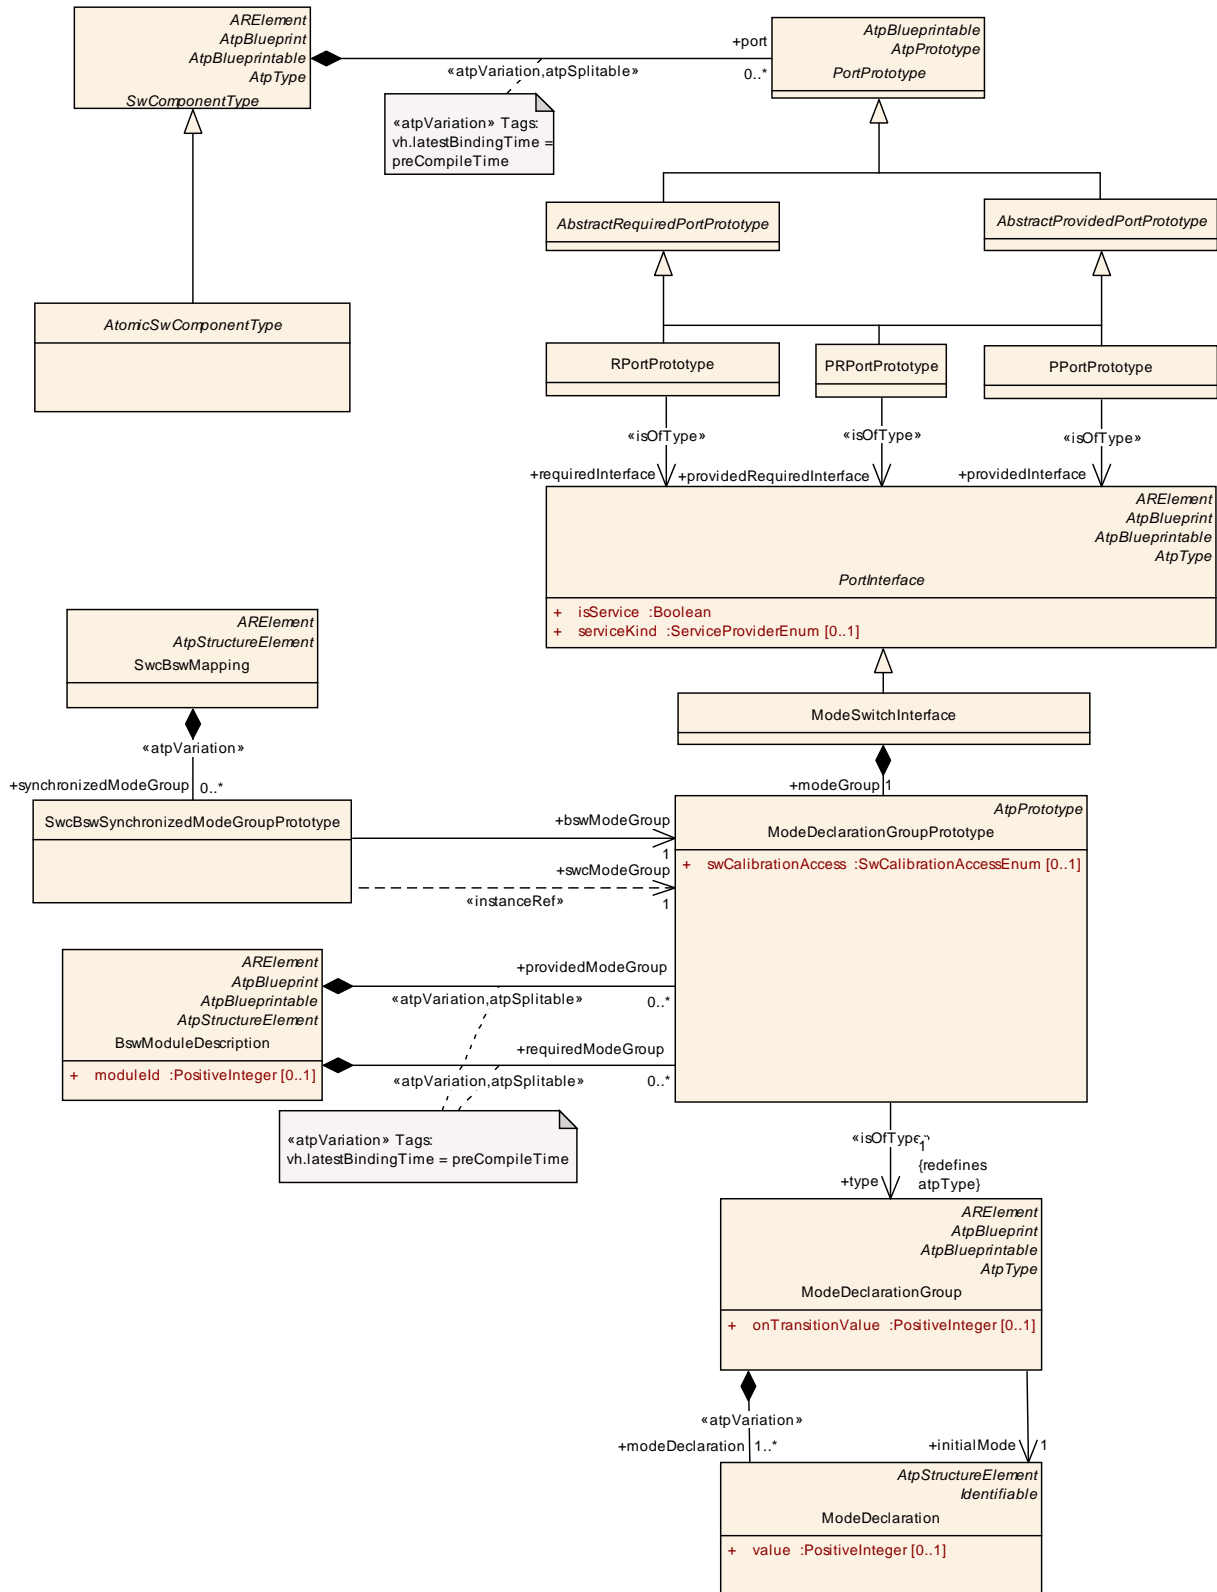 ARElement
AtpBlueprint
AtpBlueprintable
AtpType
SwComponentType
+port
«atpVariation,atpSplitable»
0..*
AtpBlueprintable
AtpPrototype
PortPrototype
«atpVariation» Tags:
vh.latestBindingTime =
preCompileTime
AbstractRequiredPortPrototype
AbstractProvidedPortPrototype
AtomicSwComponentType
RPortPrototype
PRPortPrototype
PPortPrototype
«isOfType»
«isOfType»
«isOfType»
+requiredInterface
+providedRequiredInterface
+providedInterface
ARElement
AtpBlueprint
AtpBlueprintable
AtpType
PortInterface
+ isService :Boolean
+ serviceKind :ServiceProviderEnum [0..1]
ARElement
AtpStructureElement
SwcBswMapping
ModeSwitchInterface
«atpVariation»
+synchronizedModeGroup
0..*
+modeGroup
1
SwcBswSynchronizedModeGroupPrototype
+bswModeGroup
1
+swcModeGroup
«instanceRef»
1
AtpPrototype
ModeDeclarationGroupPrototype
+ swCalibrationAccess :SwCalibrationAccessEnum [0..1]
ARElement
AtpBlueprint
AtpBlueprintable
AtpStructureElement
BswModuleDescription
+ moduleId :PositiveInteger [0..1]
+providedModeGroup
«atpVariation,atpSplitable»
0..*
+requiredModeGroup
«atpVariation,atpSplitable»
0..*
«atpVariation» Tags:
vh.latestBindingTime = preCompileTime
«isOfType»
1
{redefines
atpType}
+type
ARElement
AtpBlueprint
AtpBlueprintable
AtpType
ModeDeclarationGroup
+ onTransitionValue :PositiveInteger [0..1]
«atpVariation»
+modeDeclaration
1..*
+initialMode
1
AtpStructureElement
Identifiable
ModeDeclaration
+ value :PositiveInteger [0..1]